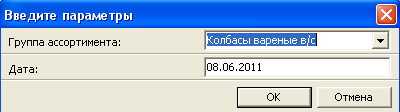 Введите параметры
Группа ассортимента: Колбасы вареные в/с
Дата: 08.06.2011
OK Отмена